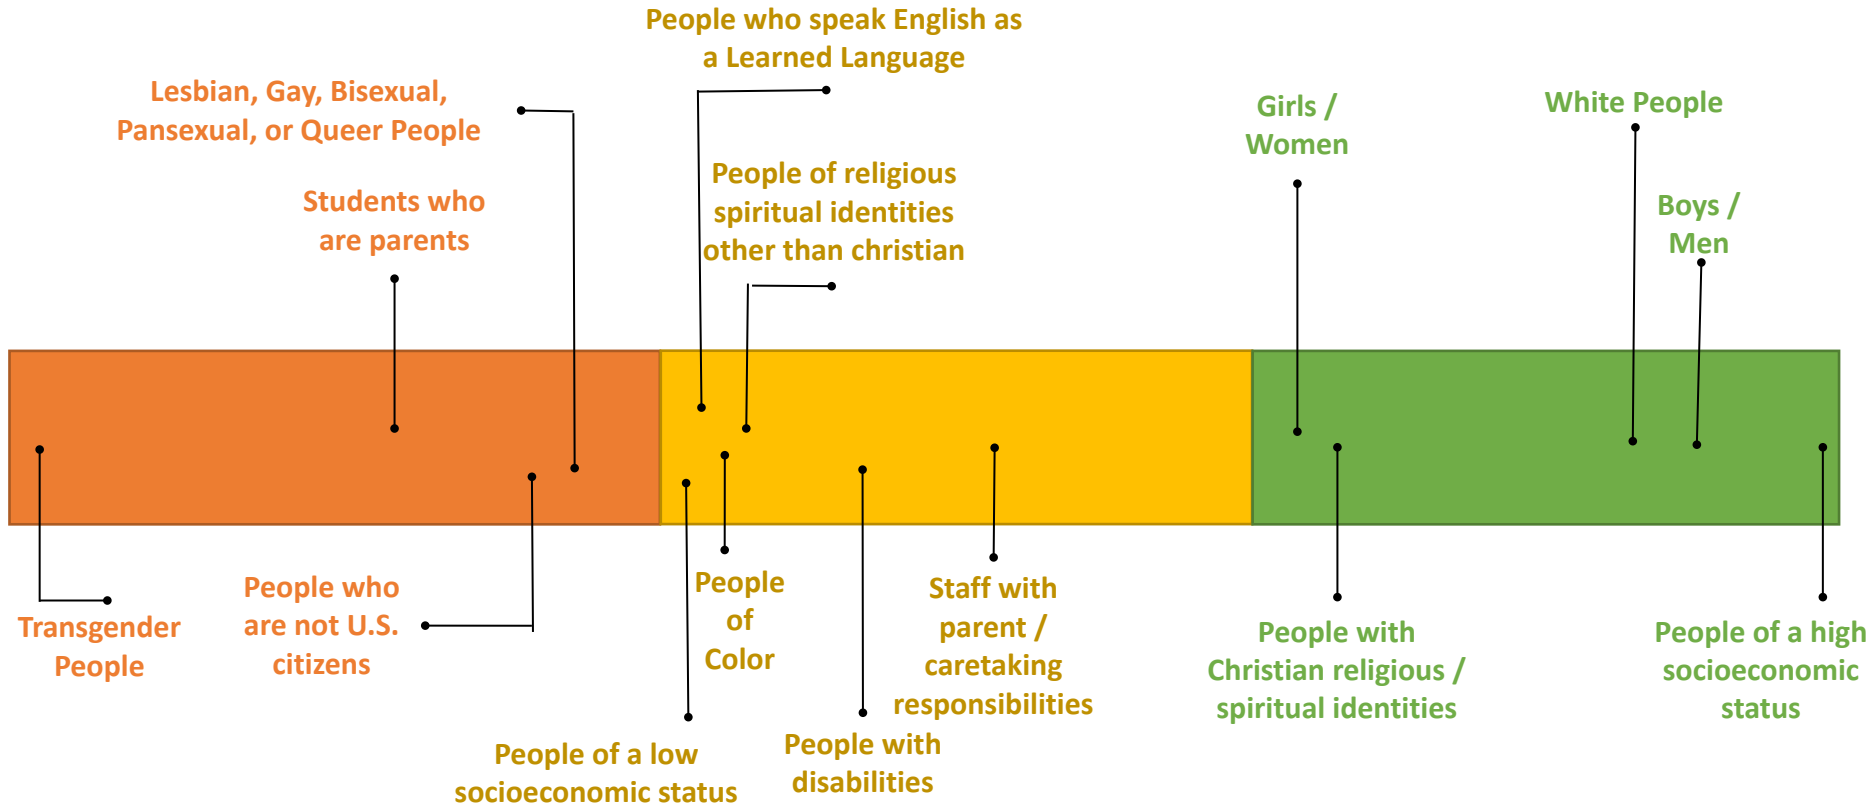 People who speak English as
a Learned Language
Lesbian, Gay, Bisexual,
Pansexual, or Queer People
Students who
are parents
People of religious
spiritual identities
other than christian
Girls /
Women
White People
Boys /
Men
Transgender
People
People who
are not U.S.
citizens
People of a low
socioeconomic status
People
of
Color
People with
disabilities
Staff with
parent /
caretaking
responsibilities
People with
Christian religious /
spiritual identities
People of a high
socioeconomic
status